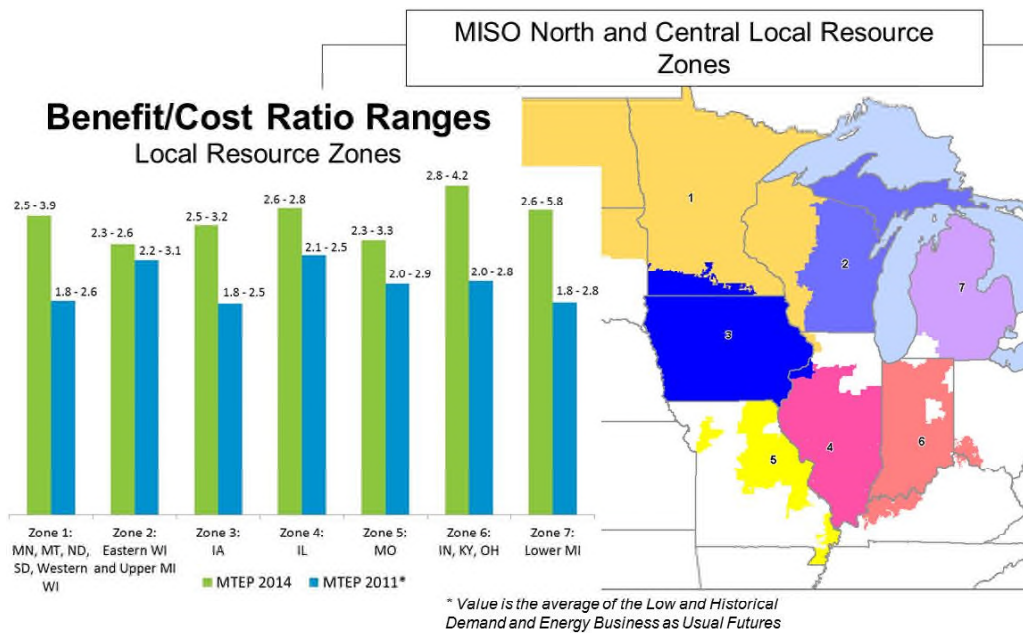 MISO North and Central Local Resource
Zones
Benefit/Cost Ratio Ranges
Local Resource Zones
2.5 - 3.9
1.8 - 2.6
2.3 - 2.6
2.2 - 3.1
2.5 - 3.2
1.8 - 2.5
2.6 - 2.8
2.1 - 2.5
2.3 - 3.3
2.0 - 2.9
2.8 - 4.2
2.0 - 2.8
2.6 - 5.8
1.8 - 2.8
Zone 1:
MN, MT, ND,
SD, Western
WI
Zone 2:
Eastern WI
and Upper MI
Zone 3:
IA
Zone 4:
IL
Zone 5:
MO
Zone 6:
IN, KY, OH
Zone 7:
Lower MI
MTEP 2014
MTEP 2011*
1
2
3
4
5
6
7
* Value is the average of the Low and Historical
Demand and Energy Business as Usual Futures